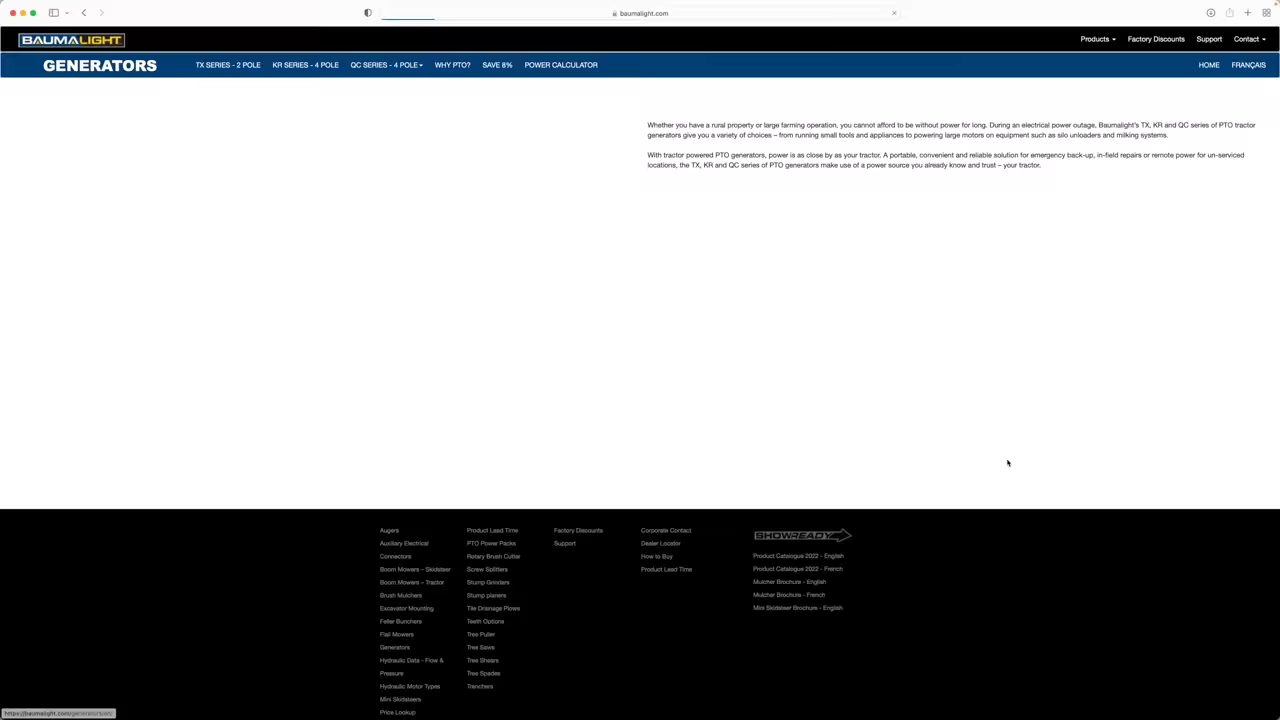 baumalight.com
BAUMALIGHT
Products
Factory Discounts
Support
Contact
GENERATORS
TX SERIES - 2 POLE
KR SERIES - 4 POLE
QC SERIES - 4 POLE
WHY PTO?
SAVE 8%
POWER CALCULATOR
HOME
FRANÇAIS
Whether you have a rural property or large farming operation, you cannot afford to be without power for long. During an electrical power outage, Baumalight's TX, KR and QC series of PTO tractor
generators give you a variety of choices – from running small tools and appliances to powering large motors on equipment such as silo unloaders and milking systems.
With tractor powered PTO generators, power is as close by as your tractor. A portable, convenient and reliable solution for emergency back-up, in-field repairs or remote power for un-serviced
locations, the TX, KR and QC series of PTO generators make use of a power source you already know and trust – your tractor.
Augers
Auxiliary Electrical
Connectors
Boom Mowers – Skidsteer
Boom Mowers – Tractor
Brush Mulchers
Excavator Mounting
Feller Bunchers
Flail Mowers
Generators
Hydraulic Data - Flow &
Pressure
Hydraulic Motor Types
Mini Skidsteers
Price Lookup
Product Lead Time
PTO Power Packs
Rotary Brush Cutter
Screw Splitters
Stump Grinders
Stump planers
Tile Drainage Plows
Teeth Options
Tree Puller
Tree Saws
Tree Shears
Tree Spades
Trenchers
Factory Discounts
Support
Corporate Contact
Dealer Locator
How to Buy
Product Lead Time
SHOWREADY
Product Catalogue 2022 - English
Product Catalogue 2022 - French
Mulcher Brochure - English
Mulcher Brochure - French
Mini Skidsteer Brochure - English